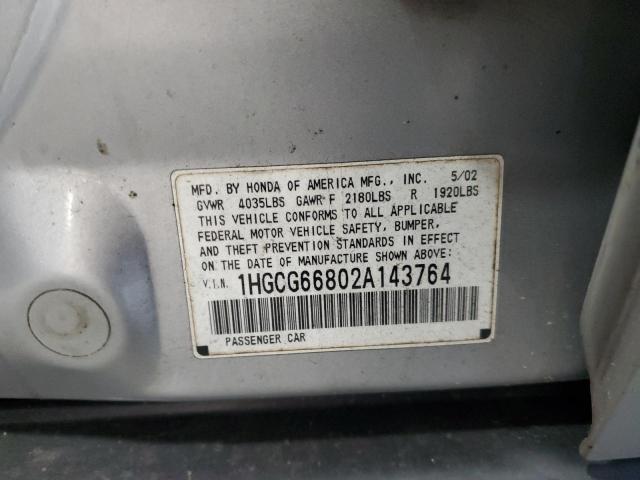 MFD. BY HONDA OF AMERICA MFG., INC. 5/02
GVWR 4035LBS GAWR F 2180LBS R 1920LBS
THIS VEHICLE CONFORMS TO ALL APPLICABLE
FEDERAL MOTOR VEHICLE SAFETY, BUMPER,
AND THEFT PREVENTION STANDARDS IN EFFECT
ON THE DATE OF MANUFACTURE SHOWN ABOVE:
V.I.N. 1HGCG66802A143764
PASSENGER CAR